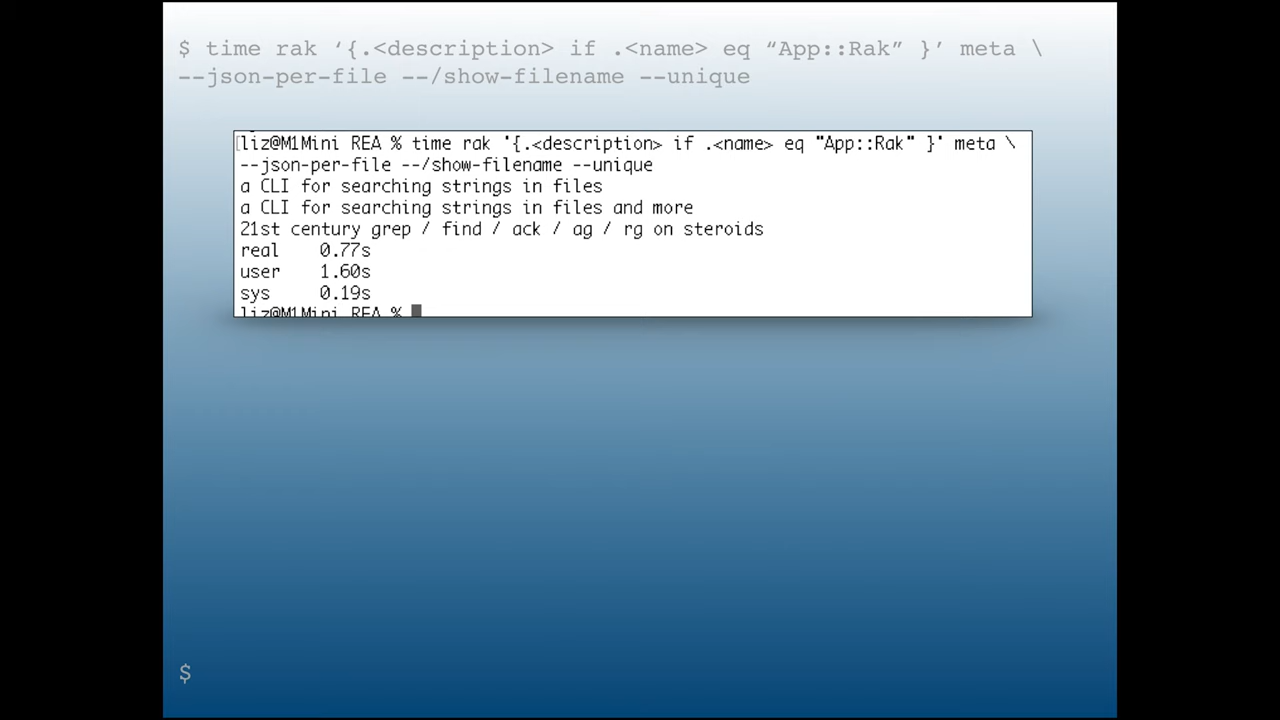 $ time rak ‘{.<description> if .<name> eq “App::Rak” }’ meta \
--json-per-file --/show-filename --unique
liz@M1Mini REA % time rak '{.<description> if .<name> eq "App::Rak" }' meta \
--json-per-file --/show-filename --unique
a CLI for searching strings in files
a CLI for searching strings in files and more
21st century grep / find / ack / ag / rg on steroids
real 0.77s
user 1.60s
sys 0.19s
liz@M1Mini REA %
$